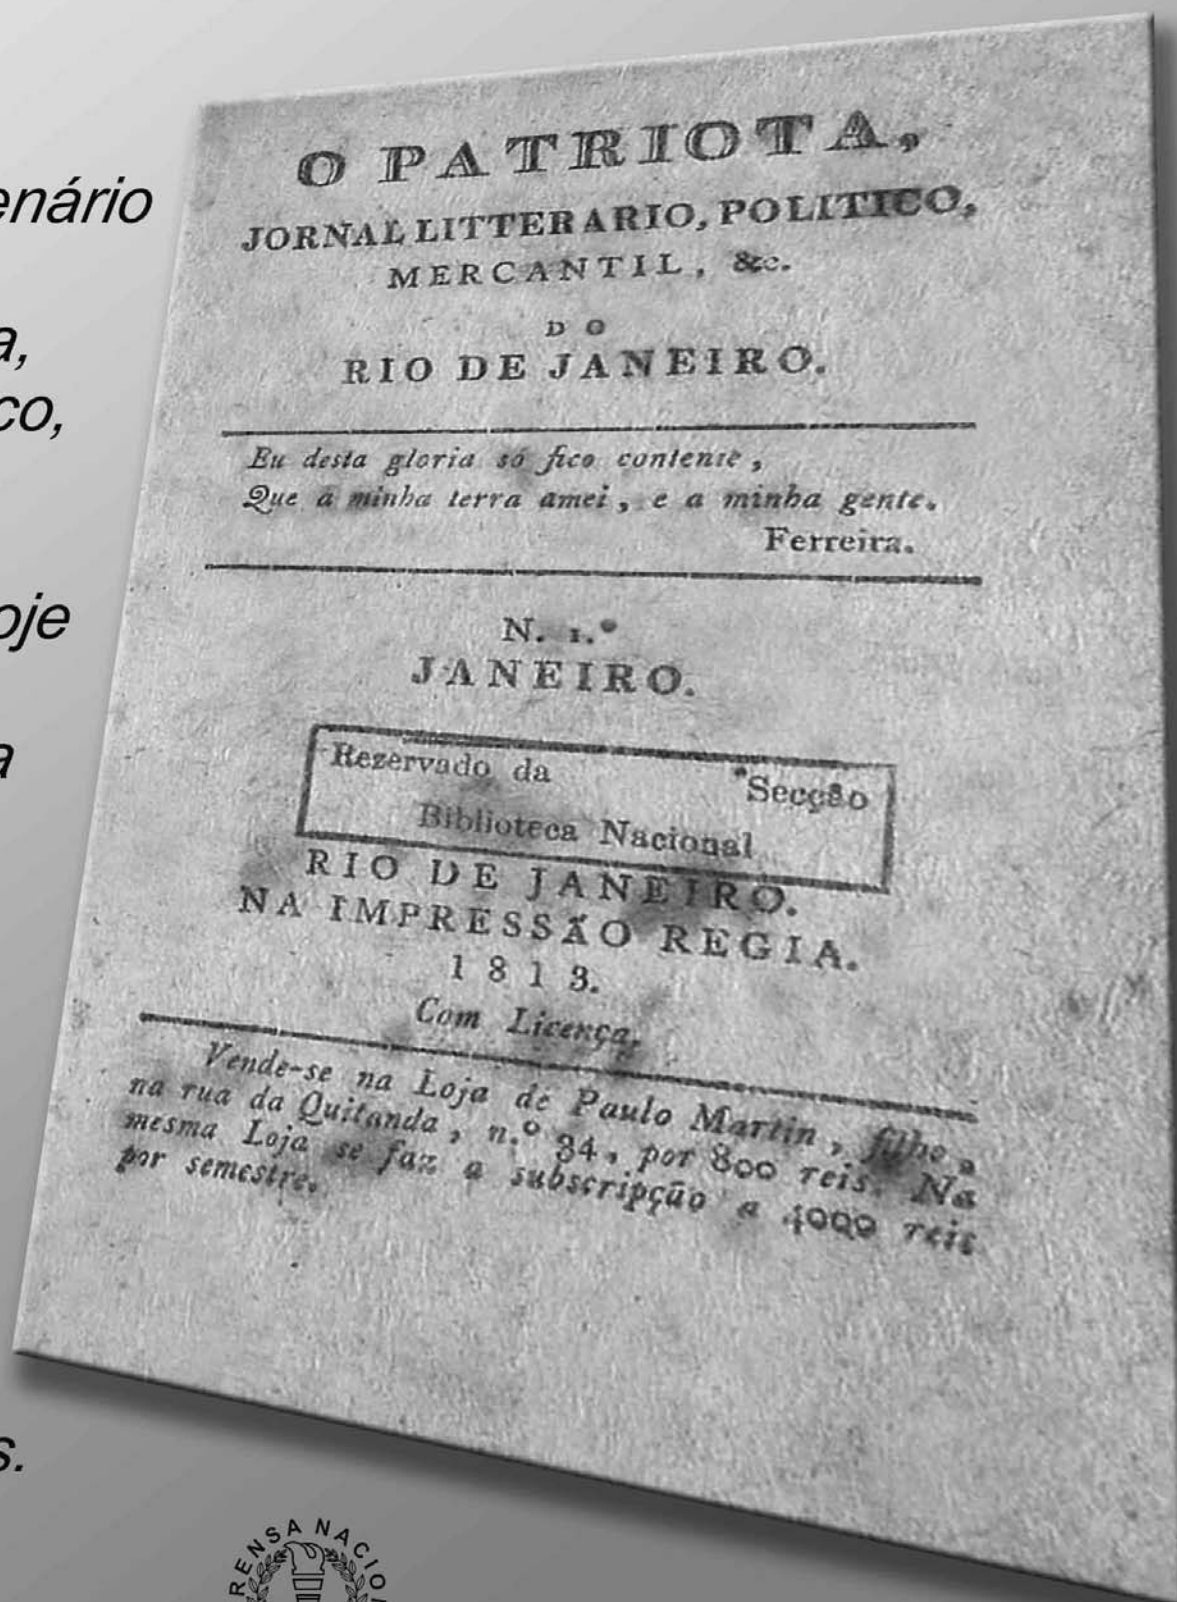 enário
a,
co,
oje
a
s.
O PATRIOTA,
JORNAL LITTERARIO, POLITICO,
MERCANTIL, &c.
DO
RIO DE JANEIRO.
Eu desta gloria só fico contente,
Que a minha terra amei, e a minha gente.
Ferreira.
N. 1.º
JANEIRO.
Rezervado da Secção
Biblioteca Nacional
RIO DE JANEIRO.
NA IMPRESSÃO REGIA.
1813.
Com Licença.
Vende-se na Loja de Paulo Martin, filho,
na rua da Quitanda, n.º 34, por 800 reis. Na
mesma Loja se faz a subscripção a 4000 reis
por semestre.
RENSA NACIO